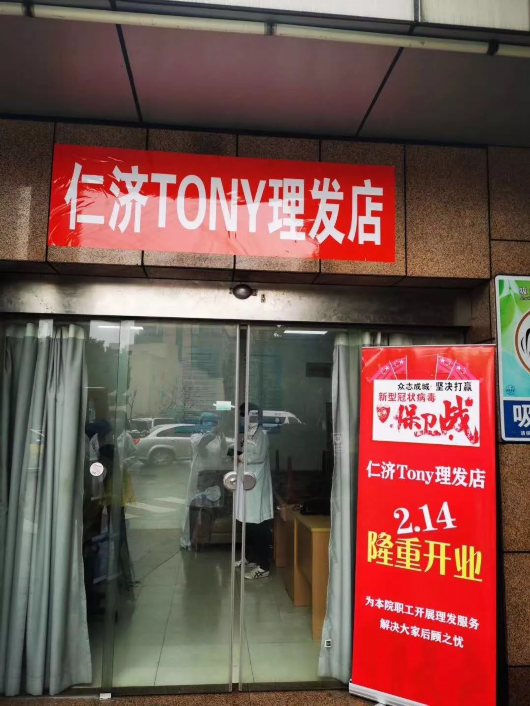 仁济TONY理发店
众志成城 坚决打赢
新型冠状病毒
保卫战
仁济Tony理发店
2.14
隆重开业
为本院职工开展理发服务
解决大家后顾之忧
吸